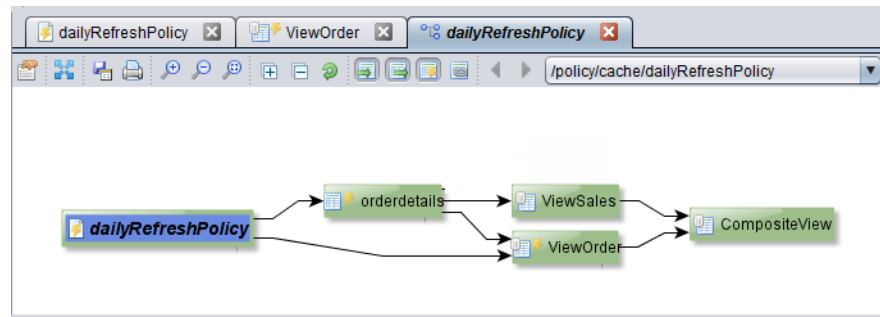 dailyRefreshPolicy
ViewOrder
dailyRefreshPolicy
/policy/cache/dailyRefreshPolicy
dailyRefreshPolicy
orderdetails
ViewSales
ViewOrder
CompositeView